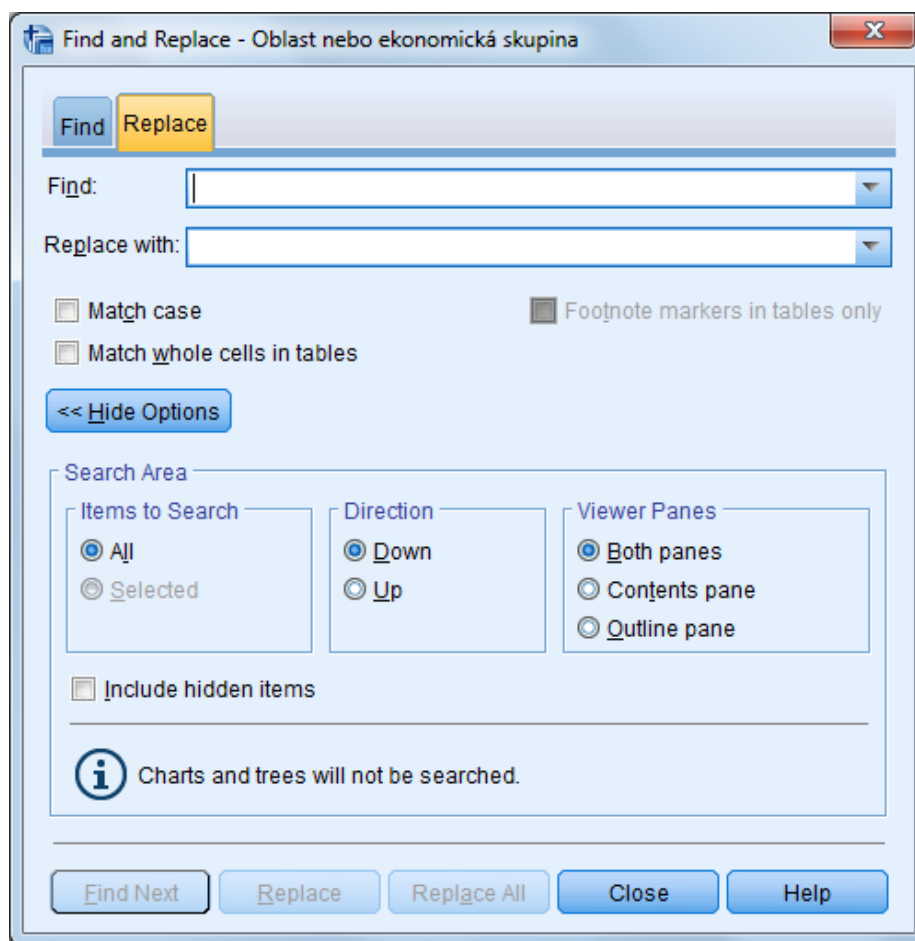 Find and Replace - Oblast nebo ekonomická skupina
Find Replace
Find:
Replace with:
Match case Footnote markers in tables only
Match whole cells in tables
<< Hide Options
Search Area
Items to Search Direction Viewer Panes
All Down Both panes
Selected Up Contents pane
Outline pane
Include hidden items
Charts and trees will not be searched.
Find Next Replace Replace All Close Help